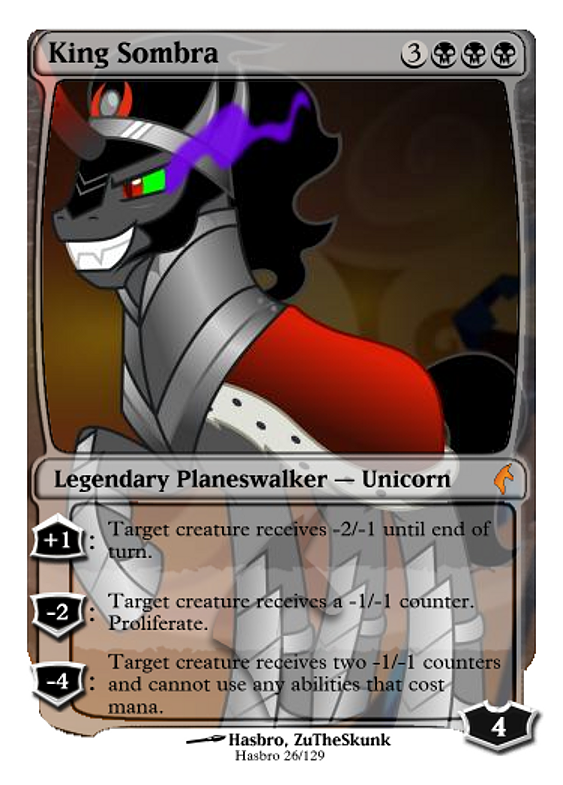 King Sombra 3
Legendary Planeswalker — Unicorn
+1 : Target creature receives -2/-1 until end of
turn.
-2 : Target creature receives a -1/-1 counter.
Proliferate.
-4 : Target creature receives two -1/-1 counters
and cannot use any abilities that cost
mana.
4
Hasbro, ZuTheSkunk
Hasbro 26/129